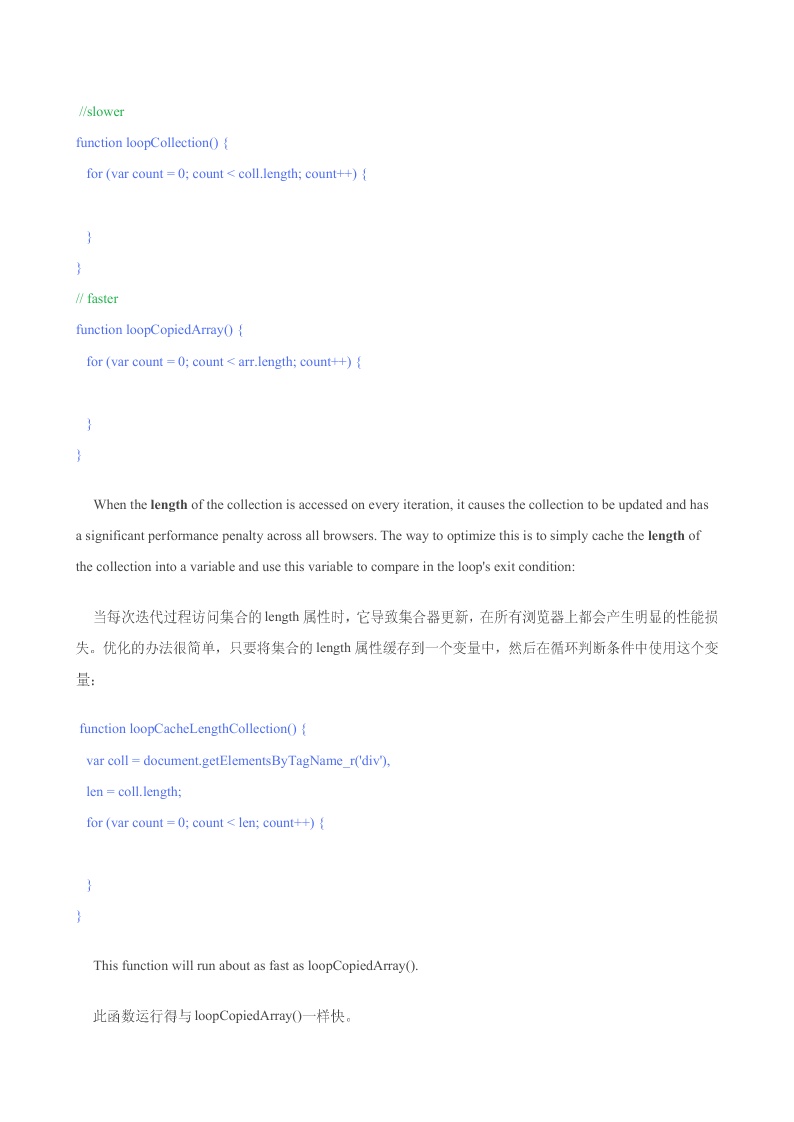 //slower
function loopCollection() {
for (var count = 0; count < coll.length; count++) {
}
}
// faster
function loopCopiedArray() {
for (var count = 0; count < arr.length; count++) {
}
}
When the length of the collection is accessed on every iteration, it causes the collection to be updated and has
a significant performance penalty across all browsers. The way to optimize this is to simply cache the length of
the collection into a variable and use this variable to compare in the loop's exit condition:
当每次迭代过程访问集合的 length 属性时，它导致集合器更新，在所有浏览器上都会产生明显的性能损
失。优化的办法很简单，只要将集合的 length 属性缓存到一个变量中，然后在循环判断条件中使用这个变
量：
function loopCacheLengthCollection() {
var coll = document.getElementsByTagName_r('div'),
len = coll.length;
for (var count = 0; count < len; count++) {
}
}
This function will run about as fast as loopCopiedArray().
此函数运行得与 loopCopiedArray()一样快。